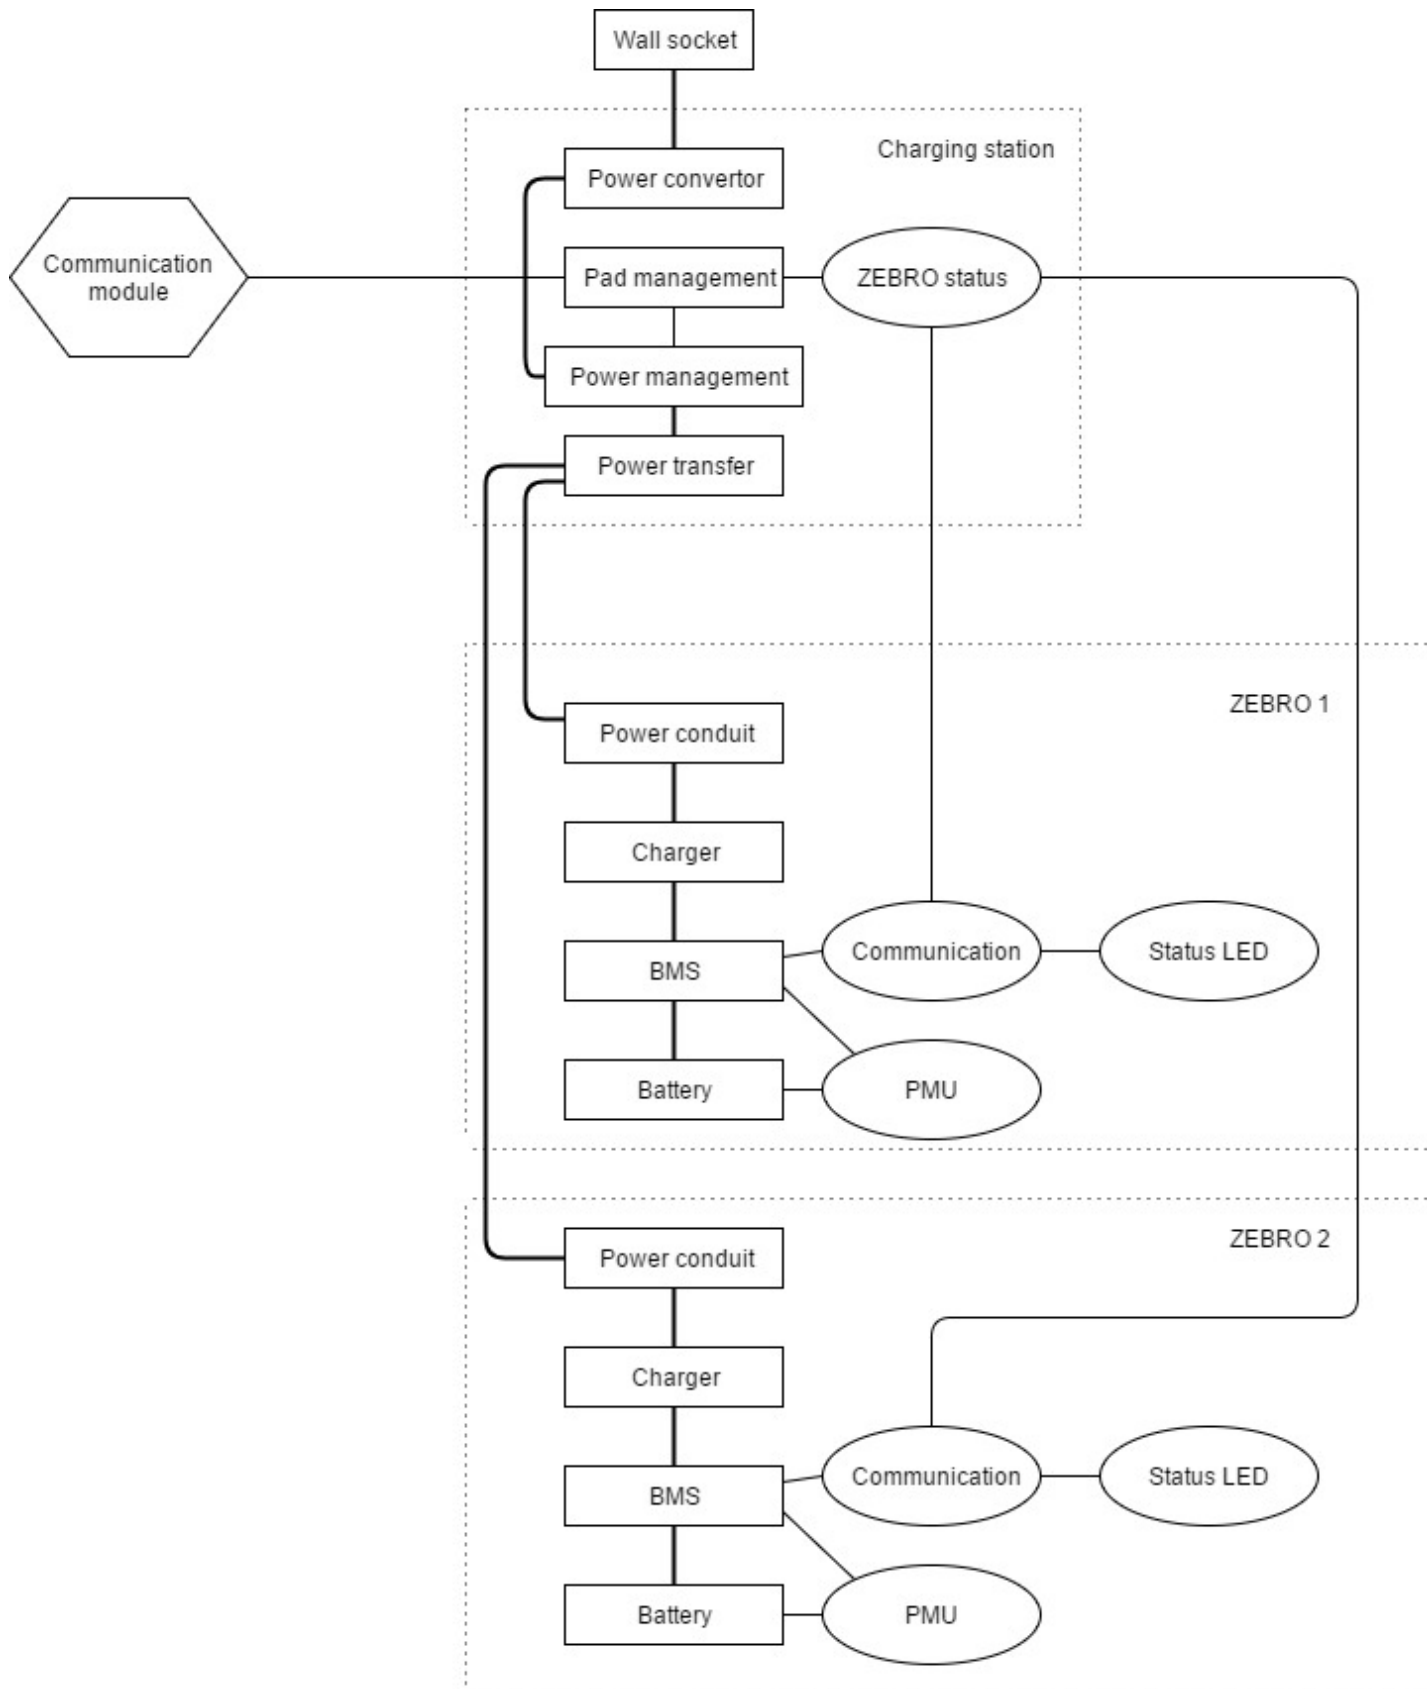 Wall socket
Charging station
Power convertor
Communication
module
Pad management
ZEBRO status
Power management
Power transfer
ZEBRO 1
Power conduit
Charger
Communication
Status LED
BMS
Battery
PMU
ZEBRO 2
Power conduit
Charger
Communication
Status LED
BMS
Battery
PMU